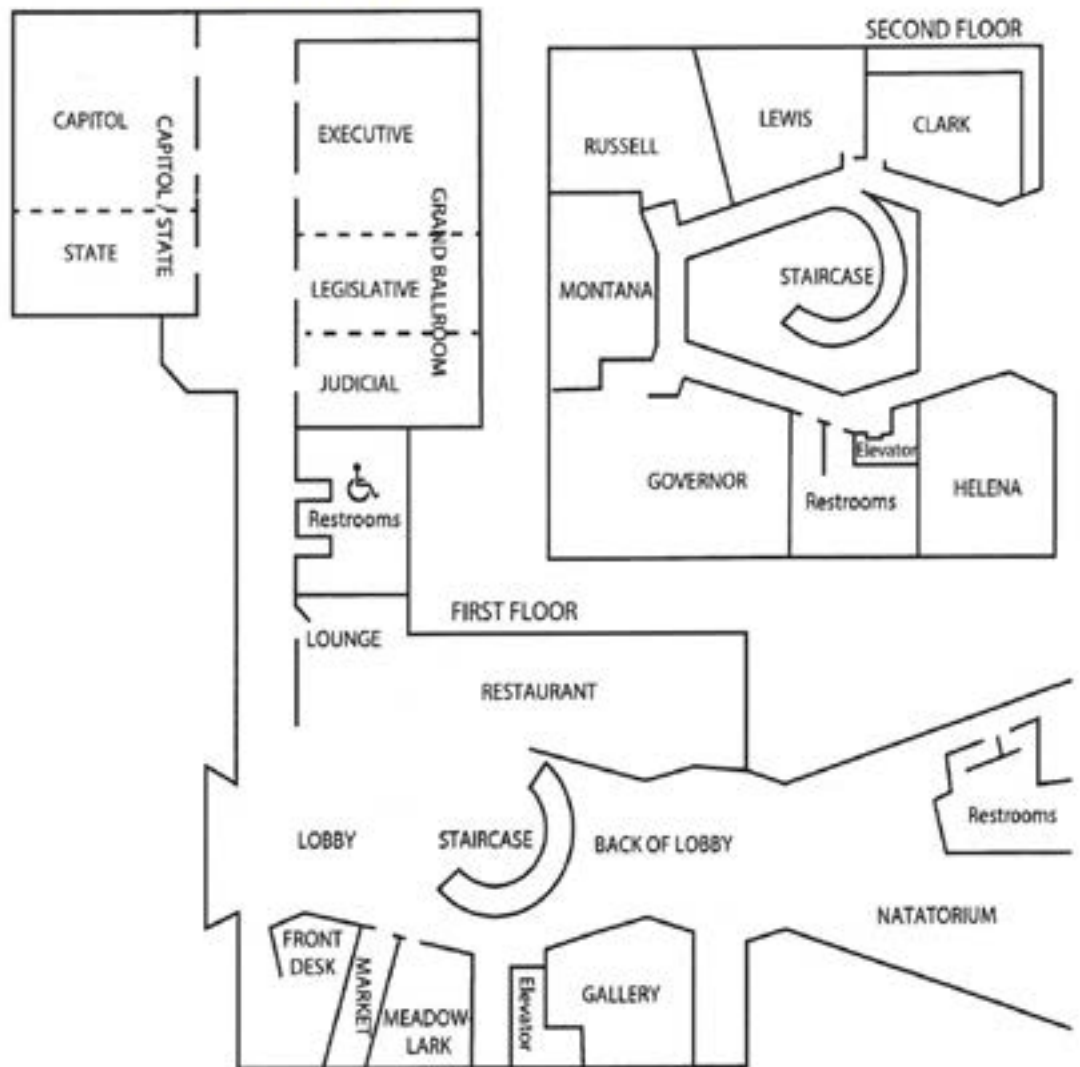 SECOND FLOOR
CAPITOL
CAPITOL / STATE
STATE
EXECUTIVE
GRAND BALLROOM
LEGISLATIVE
JUDICIAL
Restrooms
RUSSELL
LEWIS
CLARK
MONTANA
STAIRCASE
GOVERNOR
Elevator
Restrooms
HELENA
FIRST FLOOR
LOUNGE
RESTAURANT
LOBBY
STAIRCASE
BACK OF LOBBY
Restrooms
NATATORIUM
FRONT
DESK
MARKET
MEADOW
LARK
Elevator
GALLERY